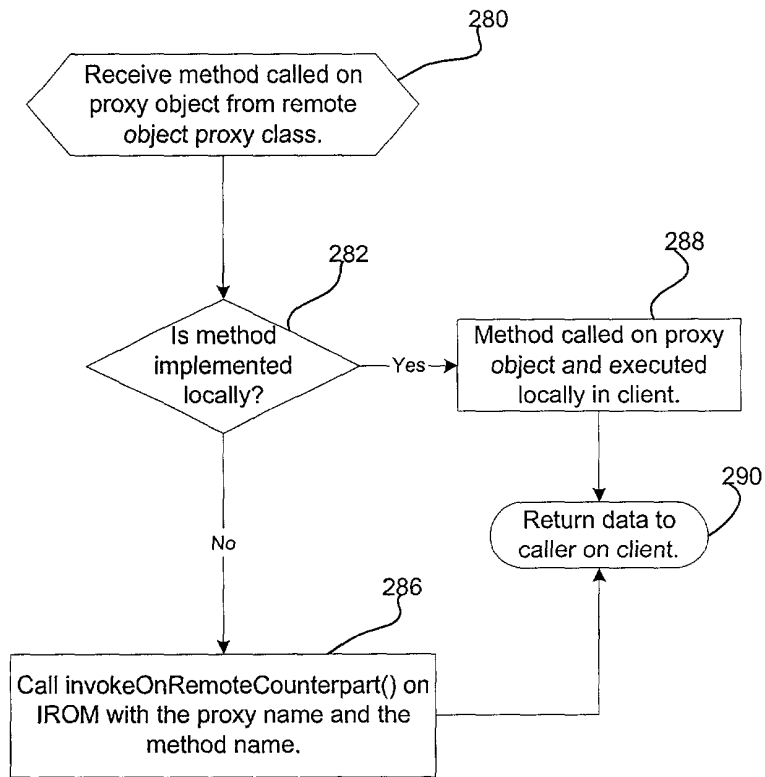 280
Receive method called on
proxy object from remote
object proxy class.
282
Is method
implemented
locally?
Yes
288
Method called on proxy
object and executed
locally in client.
290
Return data to
caller on client.
No
286
Call invokeOnRemoteCounterpart() on
IROM with the proxy name and the
method name.